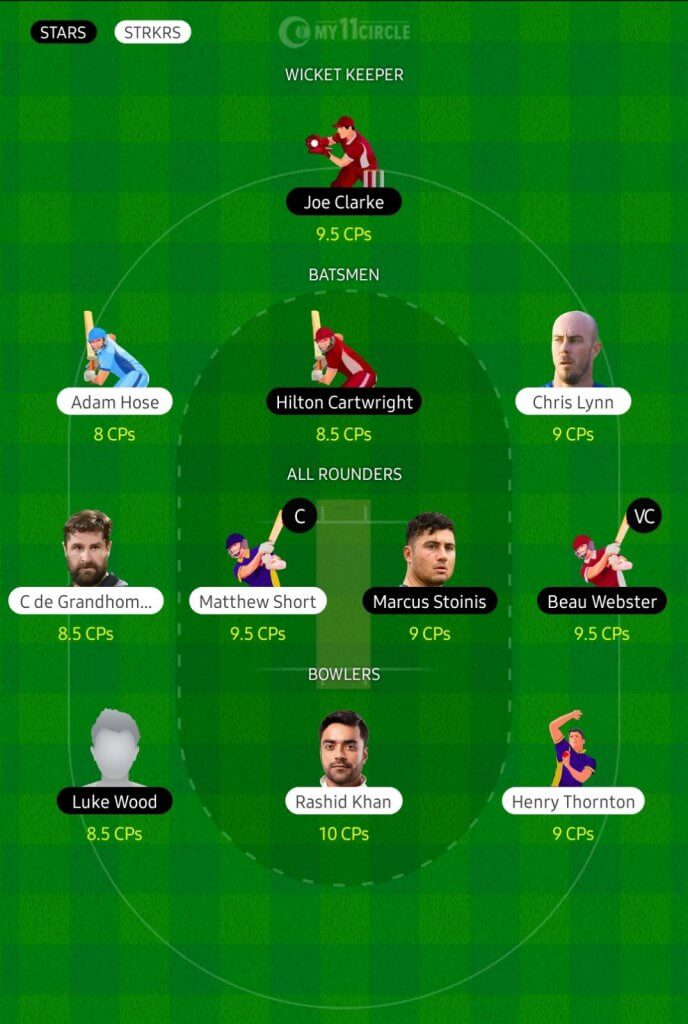 STARS STRKRS MY11CIRCLE
WICKET KEEPER
Joe Clarke
9.5 CPs
BATSMEN
Adam Hose Hilton Cartwright Chris Lynn
8 CPs 8.5 CPs 9 CPs
ALL ROUNDERS
C VC
C de Grandhom... Matthew Short Marcus Stoinis Beau Webster
8.5 CPs 9.5 CPs 9 CPs 9.5 CPs
BOWLERS
Luke Wood Rashid Khan Henry Thornton
8.5 CPs 10 CPs 9 CPs